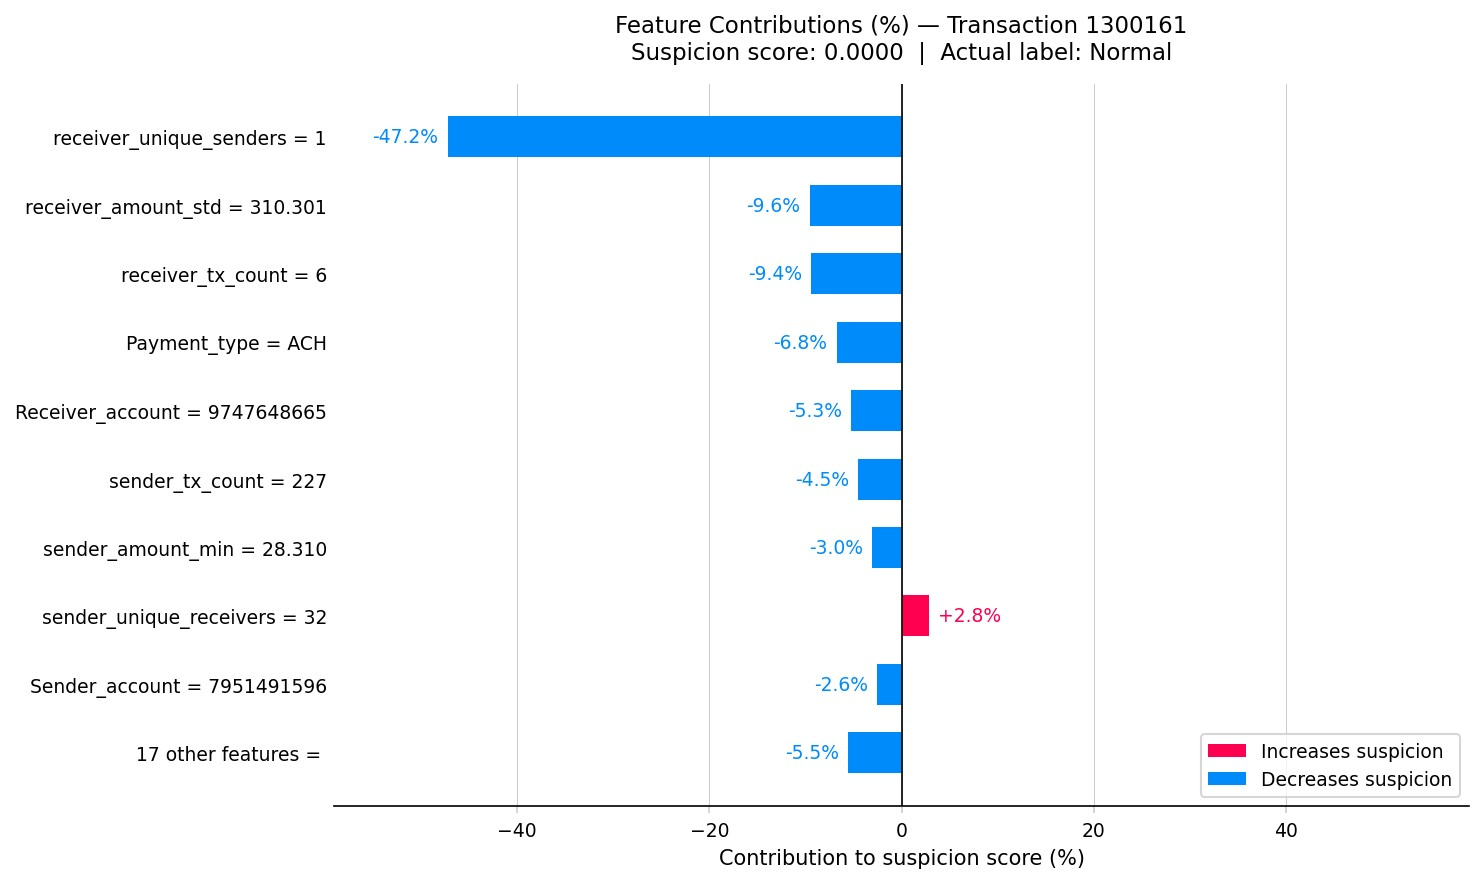 Feature Contributions (%) — Transaction 1300161
Suspicion score: 0.0000 | Actual label: Normal
receiver_unique_senders = 1
-47.2%
receiver_amount_std = 310.301
-9.6%
receiver_tx_count = 6
-9.4%
Payment_type = ACH
-6.8%
Receiver_account = 9747648665
-5.3%
sender_tx_count = 227
-4.5%
sender_amount_min = 28.310
-3.0%
sender_unique_receivers = 32
+2.8%
Sender_account = 7951491596
-2.6%
17 other features =
-5.5%
Increases suspicion
Decreases suspicion
−40 −20 0 20 40
Contribution to suspicion score (%)